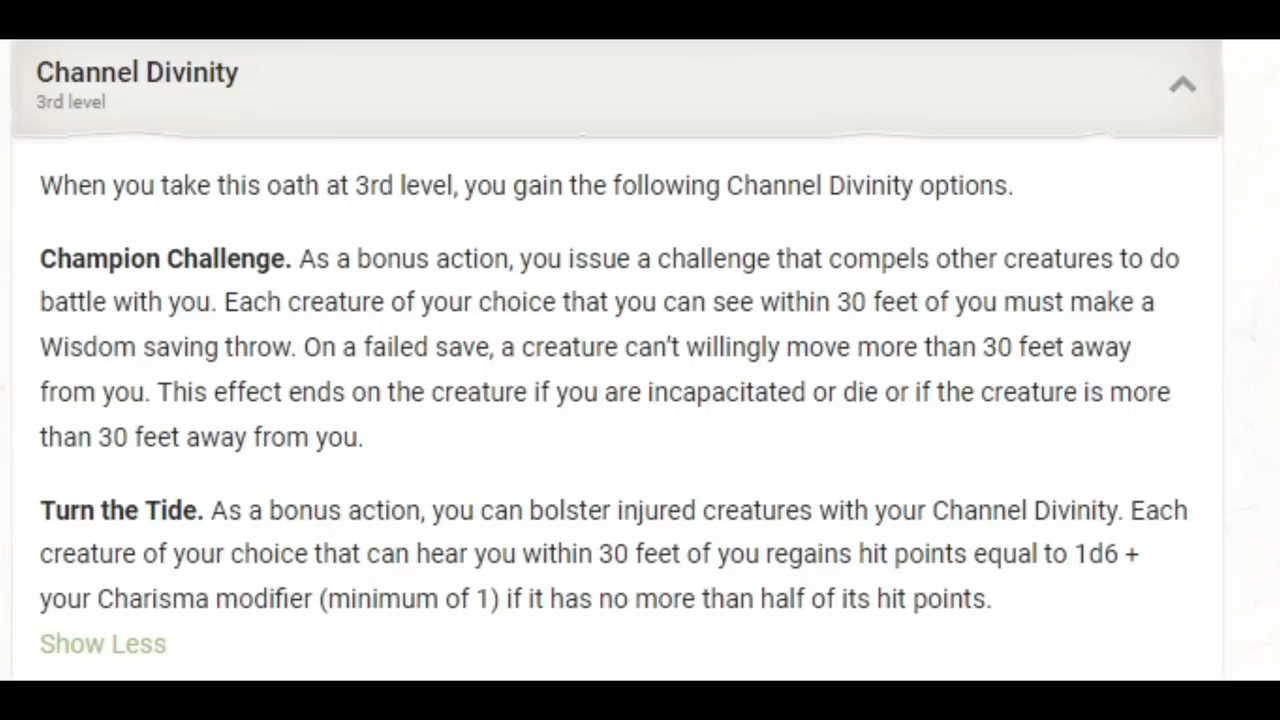 Channel Divinity
3rd level
When you take this oath at 3rd level, you gain the following Channel Divinity options.
Champion Challenge. As a bonus action, you issue a challenge that compels other creatures to do
battle with you. Each creature of your choice that you can see within 30 feet of you must make a
Wisdom saving throw. On a failed save, a creature can't willingly move more than 30 feet away
from you. This effect ends on the creature if you are incapacitated or die or if the creature is more
than 30 feet away from you.
Turn the Tide. As a bonus action, you can bolster injured creatures with your Channel Divinity. Each
creature of your choice that can hear you within 30 feet of you regains hit points equal to 1d6 +
your Charisma modifier (minimum of 1) if it has no more than half of its hit points.
Show Less